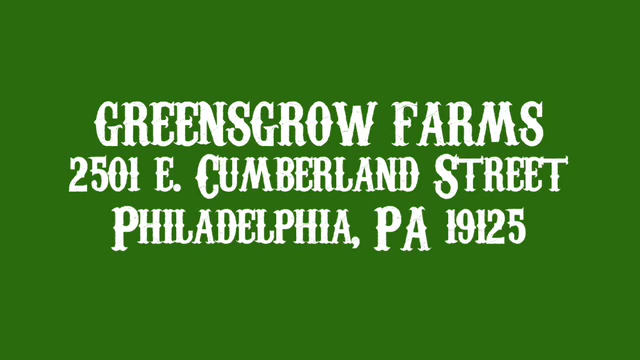 GREENSGROW FARMS
2501 E. CUMBERLAND STREET
PHILADELPHIA, PA 19125